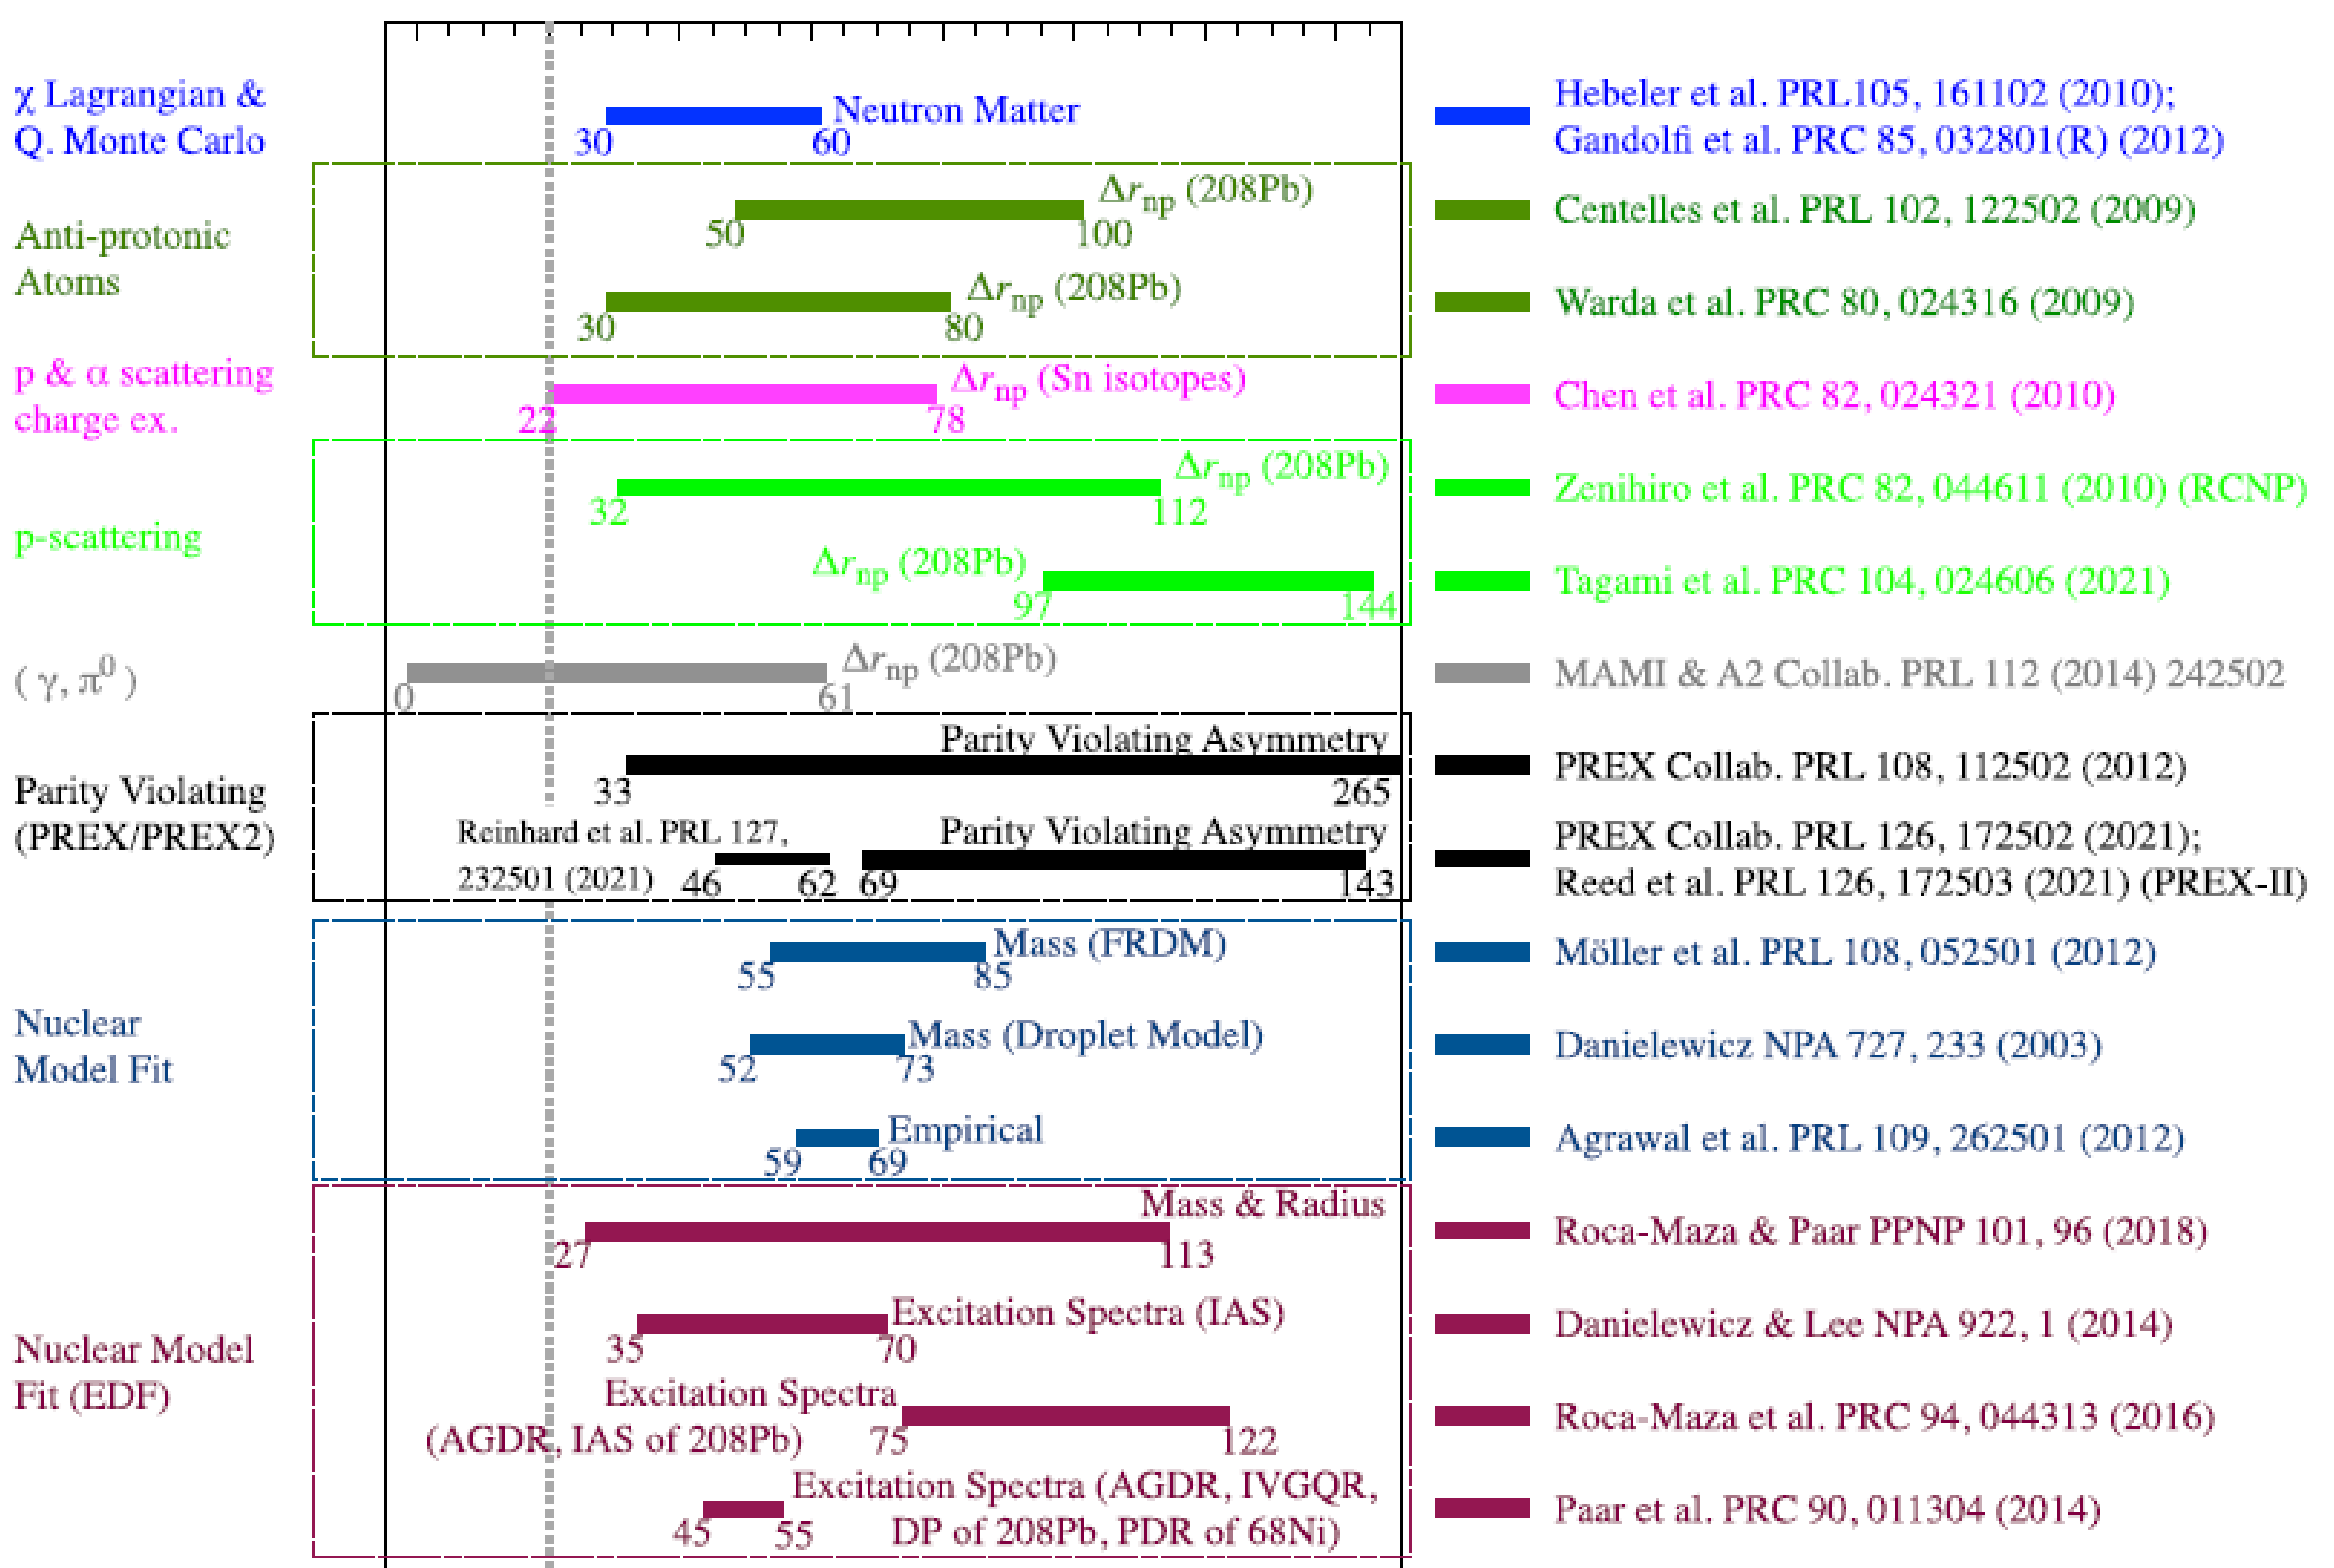 χ Lagrangian &
Q. Monte Carlo
Neutron Matter
30
60
Hebeler et al. PRL105, 161102 (2010);
Gandolfi et al. PRC 85, 032801(R) (2012)
Anti-protonic
Atoms
Δr_np (208Pb)
50
100
Centelles et al. PRL 102, 122502 (2009)
Δr_np (208Pb)
30
80
Warda et al. PRC 80, 024316 (2009)
p & α scattering
charge ex.
Δr_np (Sn isotopes)
22
78
Chen et al. PRC 82, 024321 (2010)
p-scattering
Δr_np (208Pb)
32
112
Zenihiro et al. PRC 82, 044611 (2010) (RCNP)
Δr_np (208Pb)
97
144
Tagami et al. PRC 104, 024606 (2021)
( γ, π⁰ )
Δr_np (208Pb)
0
61
MAMI & A2 Collab. PRL 112 (2014) 242502
Parity Violating
(PREX/PREX2)
Parity Violating Asymmetry
33
265
PREX Collab. PRL 108, 112502 (2012)
Reinhard et al. PRL 127,
232501 (2021)
46
62
Parity Violating Asymmetry
69
143
PREX Collab. PRL 126, 172502 (2021);
Reed et al. PRL 126, 172503 (2021) (PREX-II)
Nuclear
Model Fit
Mass (FRDM)
55
85
Möller et al. PRL 108, 052501 (2012)
Mass (Droplet Model)
52
73
Danielewicz NPA 727, 233 (2003)
Empirical
59
69
Agrawal et al. PRL 109, 262501 (2012)
Nuclear Model
Fit (EDF)
Mass & Radius
27
113
Roca-Maza & Paar PPNP 101, 96 (2018)
Excitation Spectra (IAS)
35
70
Danielewicz & Lee NPA 922, 1 (2014)
Excitation Spectra
(AGDR, IAS of 208Pb)
75
122
Roca-Maza et al. PRC 94, 044313 (2016)
Excitation Spectra (AGDR, IVGQR,
DP of 208Pb, PDR of 68Ni)
45
55
Paar et al. PRC 90, 011304 (2014)